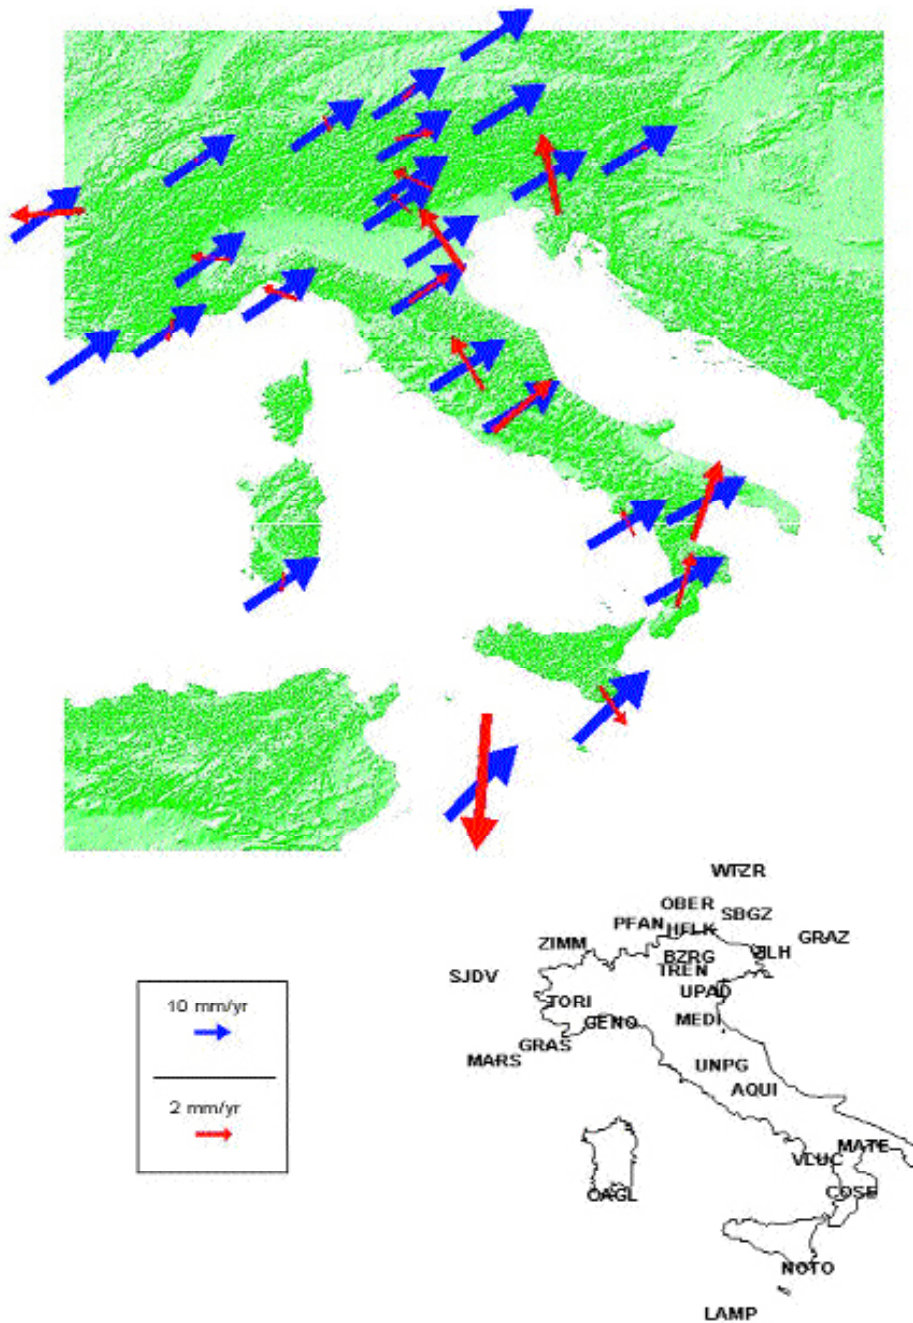 WTZR
OBER
SBGZ
PFAN
HFLK
GRAZ
ZIMM
BZRG
TREN
SJDV
UPAD
TORI
10 mm/yr
GENO
MEDI
GRAS
MARS
UNPG
AQUI
2 mm/yr
MATE
VLUC
CAGL
COSE
NOTO
LAMP